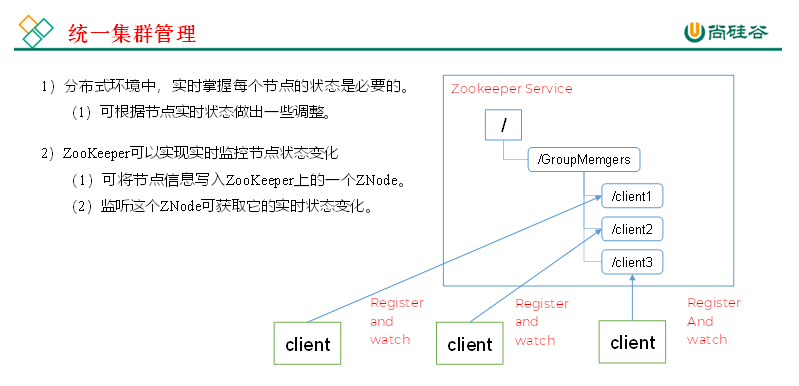 统一集群管理
尚硅谷
1）分布式环境中，实时掌握每个节点的状态是必要的。
（1）可根据节点实时状态做出一些调整。
2）ZooKeeper可以实现实时监控节点状态变化
（1）可将节点信息写入ZooKeeper上的一个ZNode。
（2）监听这个ZNode可获取它的实时状态变化。
Zookeeper Service
/
/GroupMemgers
/client1
/client2
/client3
Register
and
watch
Register
and
watch
Register
And
watch
client
client
client